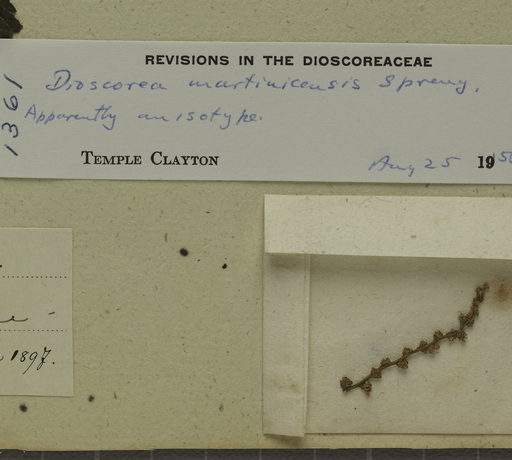 REVISIONS IN THE DIOSCOREACEAE
1361
Dioscorea martinicensis Spreng.
Apparently an isotype.
TEMPLE CLAYTON
Aug 25 19
1897.